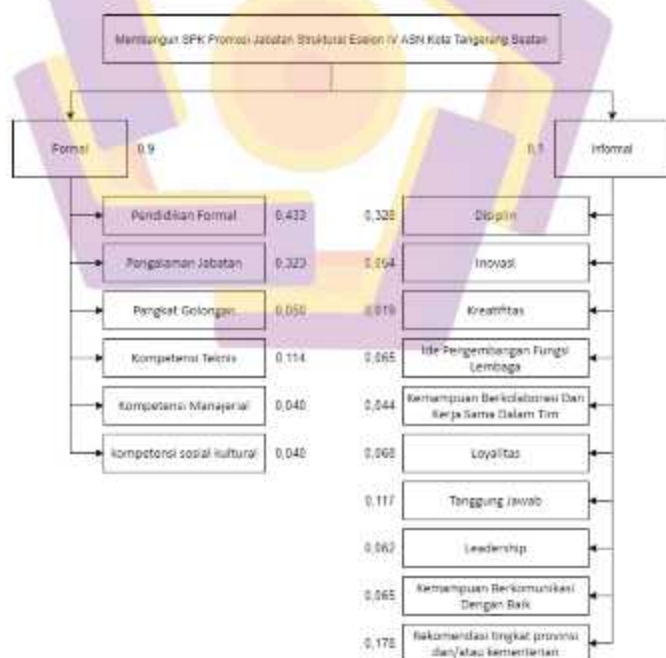 Membangun SPK Promosi Jabatan Struktural Eselon IV ASN Kota Tangerang Seatan
Formal 0,9
0,1 Informal
Pendidikan Formal 0,433
0,328 Disiplin
Pangalaman Jabatan 0,323
0,054 Inovasi
Pangkat Golongan 0,050
0,019 Kreatifitas
Kompetensi Teknis 0,114
0,065 Ide Pengembangan Fungsi
Lembaga
Kompetensi Manajerial 0,040
0,044 Kemampuan Berkolaborasi Dan
Kerja Sama Dalam Tim
kompetensi sosial kultural 0,040
0,068 Loyalitas
0,117 Tanggung Jawab
0,062 Leadership
0,065 Kemampuan Berkomunikasi
Dengan Baik
0,178 Rekomendasi tingkat provinsi
dan/atau kementerian